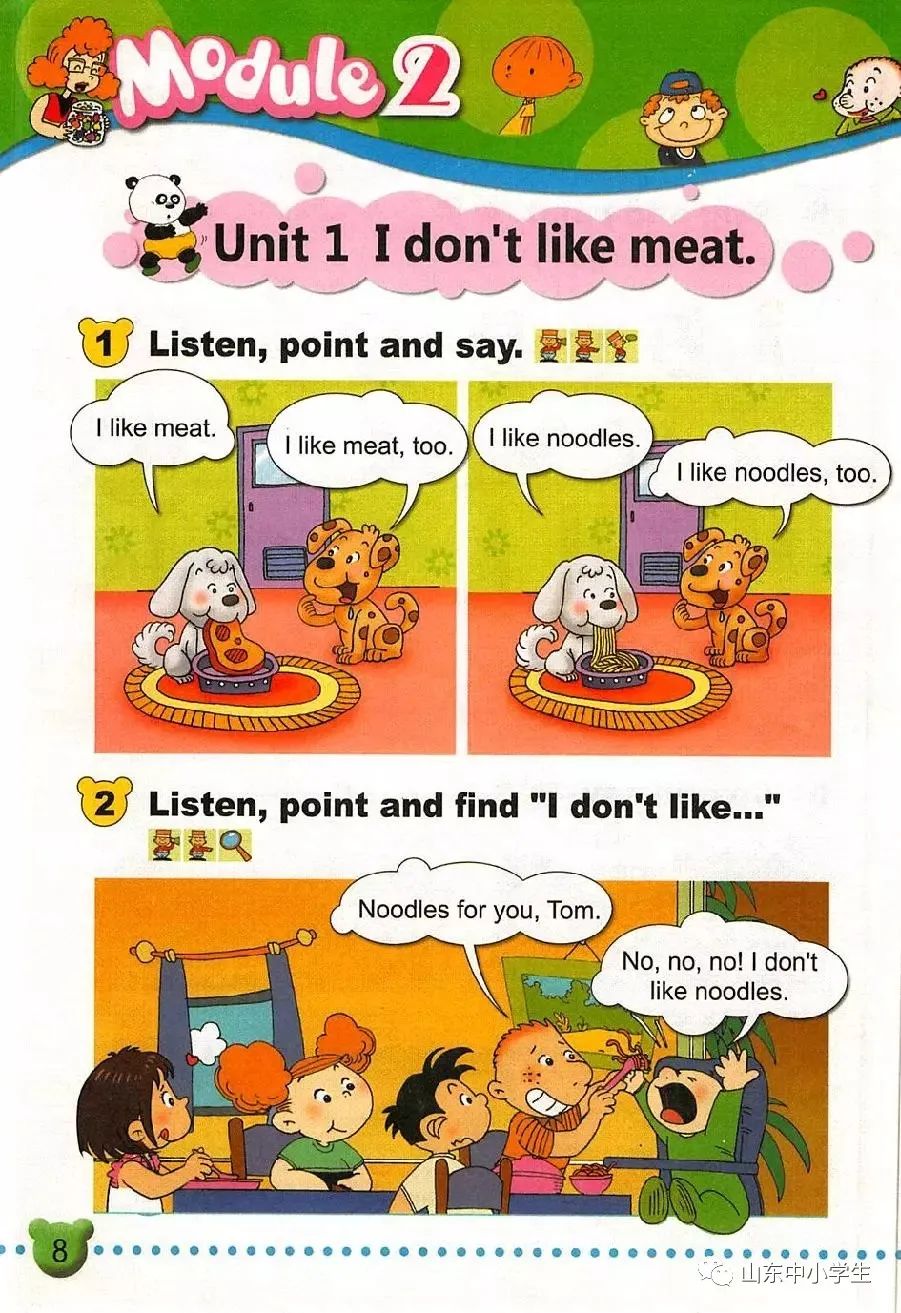 Module 2
Unit 1 I don't like meat.
1 Listen, point and say.
I like meat.
I like meat, too.
I like noodles.
I like noodles, too.
2 Listen, point and find "I don't like..."
Noodles for you, Tom.
No, no, no! I don't
like noodles.
8
山东中小学生